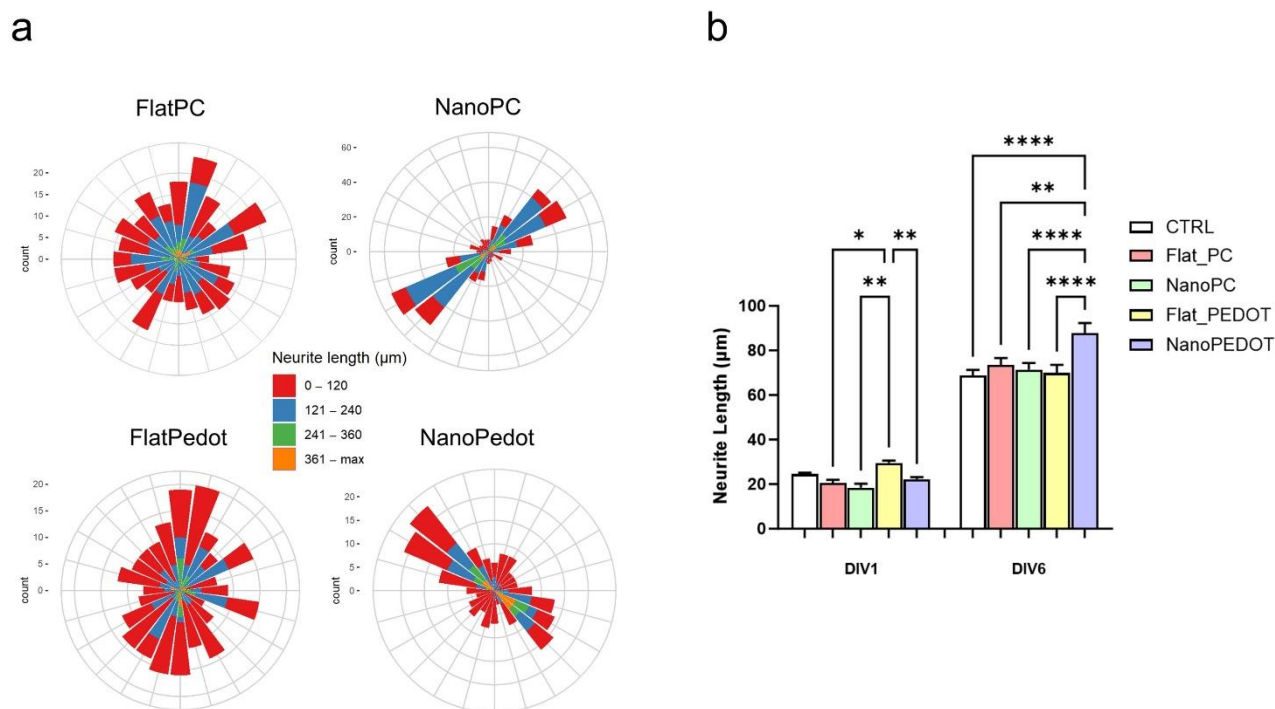 a
b
FlatPC
NanoPC
20
15
10
5
0
count
60
40
20
0
count
Neurite length (µm)
0 – 120
121 – 240
241 – 360
361 – max
FlatPedot
NanoPedot
20
15
10
5
0
count
20
15
10
5
0
count
****
**
****
****
*
**
**
CTRL
Flat_PC
NanoPC
Flat_PEDOT
NanoPEDOT
Neurite Length (µm)
100
80
60
40
20
0
DIV1
DIV6